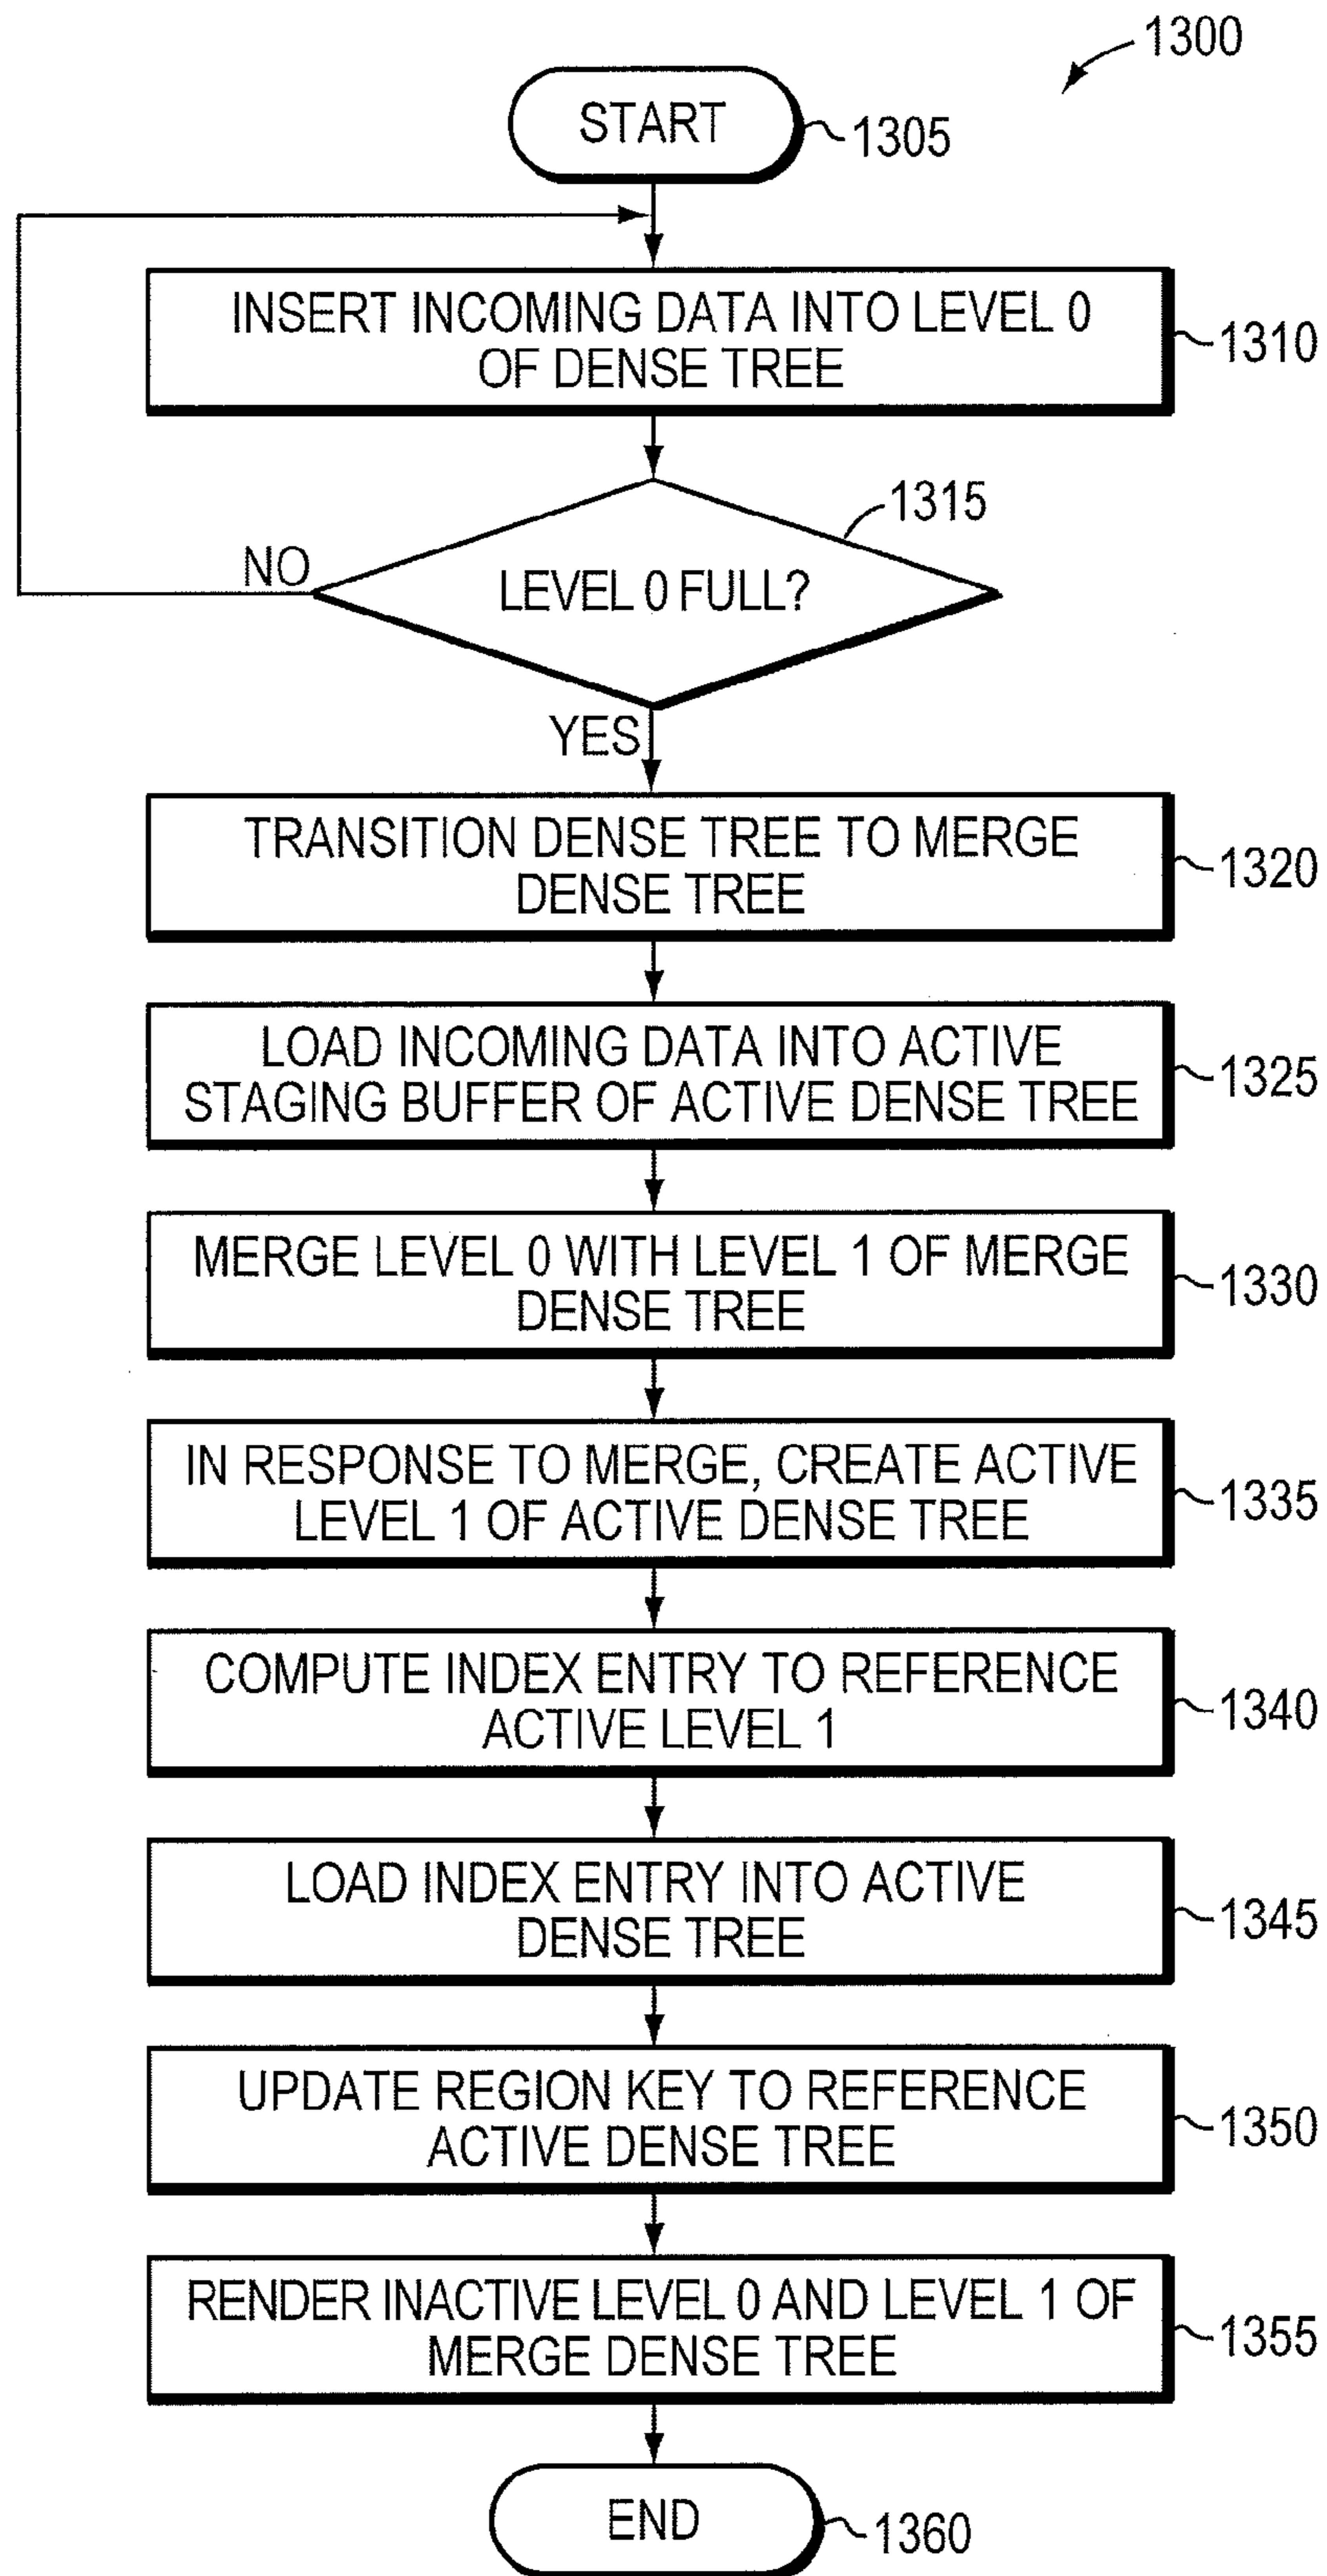 1300
START
1305
INSERT INCOMING DATA INTO LEVEL 0
OF DENSE TREE
1310
1315
LEVEL 0 FULL?
NO
YES
TRANSITION DENSE TREE TO MERGE
DENSE TREE
1320
LOAD INCOMING DATA INTO ACTIVE
STAGING BUFFER OF ACTIVE DENSE TREE
1325
MERGE LEVEL 0 WITH LEVEL 1 OF MERGE
DENSE TREE
1330
IN RESPONSE TO MERGE, CREATE ACTIVE
LEVEL 1 OF ACTIVE DENSE TREE
1335
COMPUTE INDEX ENTRY TO REFERENCE
ACTIVE LEVEL 1
1340
LOAD INDEX ENTRY INTO ACTIVE
DENSE TREE
1345
UPDATE REGION KEY TO REFERENCE
ACTIVE DENSE TREE
1350
RENDER INACTIVE LEVEL 0 AND LEVEL 1 OF
MERGE DENSE TREE
1355
END
1360